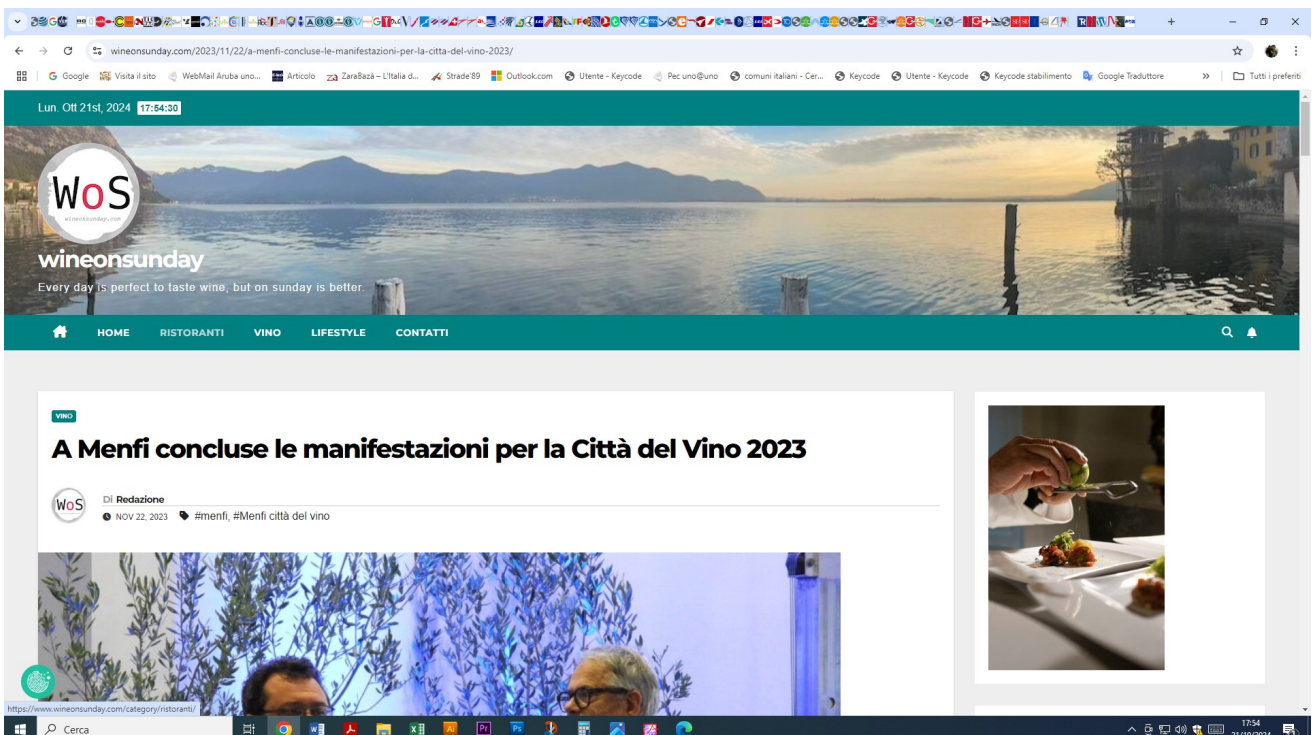 wineonsunday.com/2023/11/22/a-menfi-concluse-le-manifestazioni-per-la-citta-del-vino-2023/
Google Visita il sito WebMail Aruba uno... Articolo ZaraBazà – L'Italia d... Strade'89 Outlook.com Utente - Keycode Pec uno@uno comuni italiani - Cer... Keycode Utente - Keycode Keycode stabilimento Google Traduttore » Tutti i preferiti
Lun. Ott 21st, 2024 17:54:30
WoS
wineonsunday.com
wineonsunday
Every day is perfect to taste wine, but on sunday is better.
HOME RISTORANTI VINO LIFESTYLE CONTATTI
VINO
A Menfi concluse le manifestazioni per la Città del Vino 2023
WoS
Di Redazione
NOV 22, 2023 #menfi, #Menfi città del vino
https://www.wineonsunday.com/category/ristoranti/
Cerca
17:54
21/10/2024